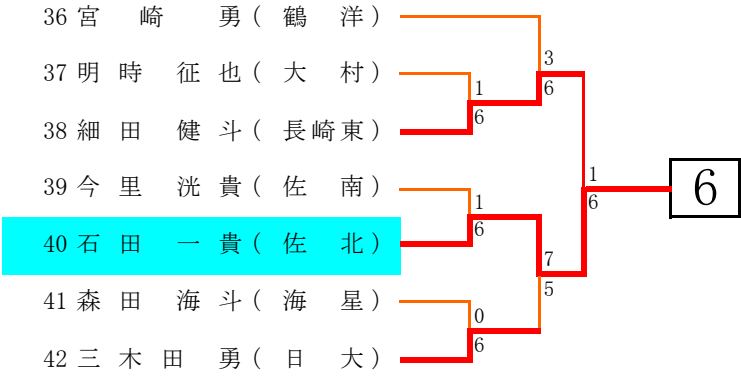 36 宮 崎 勇 ( 鶴 洋 )
3
37 明 時 征 也 ( 大 村 )
1 6
6
38 細 田 健 斗 ( 長崎東 )
1
6
39 今 里 洸 貴 ( 佐 南 )
1 6
6
40 石 田 一 貴 ( 佐 北 )
7
5
41 森 田 海 斗 ( 海 星 )
0
6
42 三 木 田 勇 ( 日 大 )